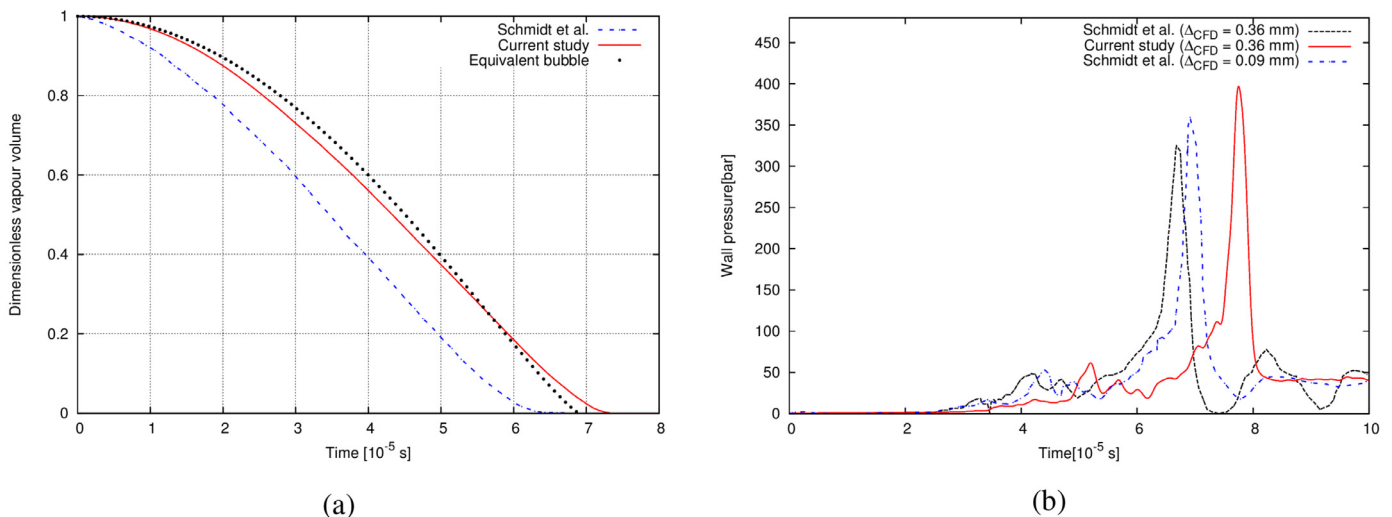 Schmidt et al.
Current study
Equivalent bubble
1
0.8
0.6
0.4
0.2
0
Dimensionless vapour volume
0 1 2 3 4 5 6 7 8
Time [10^-5 s]
(a)
Schmidt et al. (Δ_CFD = 0.36 mm)
Current study (Δ_CFD = 0.36 mm)
Schmidt et al. (Δ_CFD = 0.09 mm)
450
400
350
300
250
200
150
100
50
0
Wall pressure[bar]
0 2 4 6 8 10
Time[10^-5 s]
(b)